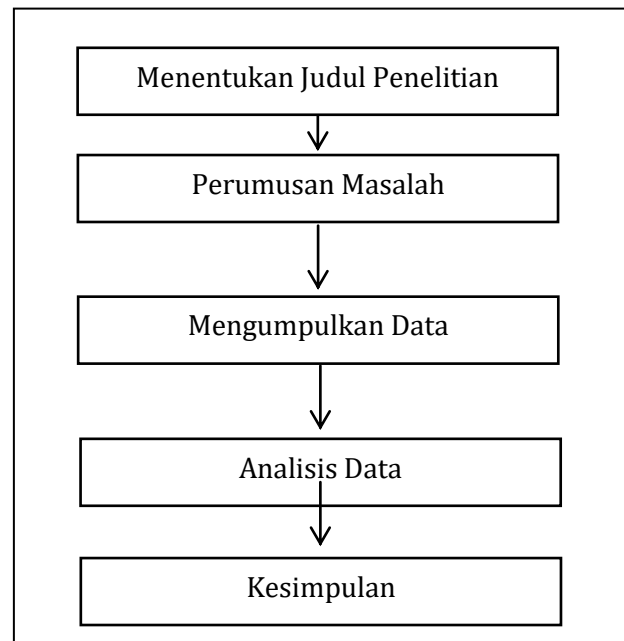 Menentukan Judul Penelitian
Perumusan Masalah
Mengumpulkan Data
Analisis Data
Kesimpulan